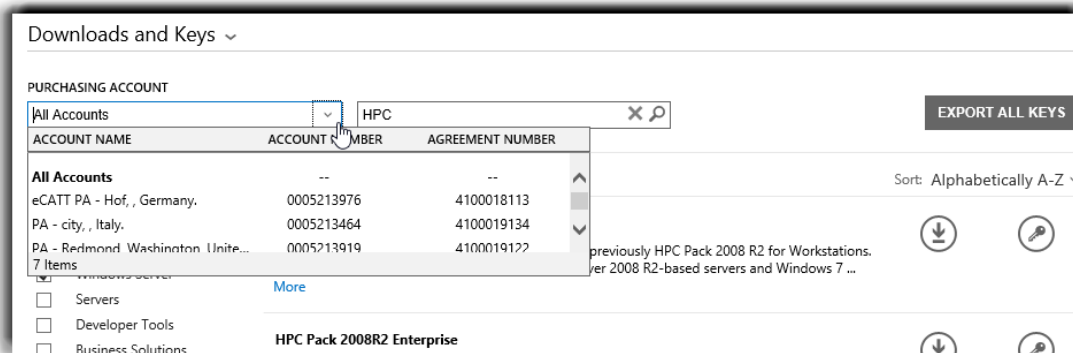 Downloads and Keys
PURCHASING ACCOUNT
All Accounts HPC EXPORT ALL KEYS
ACCOUNT NAME ACCOUNT NUMBER AGREEMENT NUMBER
All Accounts -- --
Sort: Alphabetically A-Z
eCATT PA - Hof, , Germany. 0005213976 4100018113
PA - city, , Italy. 0005213464 4100019134
PA - Redmond, Washington, Unite... 0005213919 4100019122
previously HPC Pack 2008 R2 for Workstations.
7 Items
ver 2008 R2-based servers and Windows 7 ...
Windows Server
More
Servers
Developer Tools
HPC Pack 2008R2 Enterprise
Business Solutions